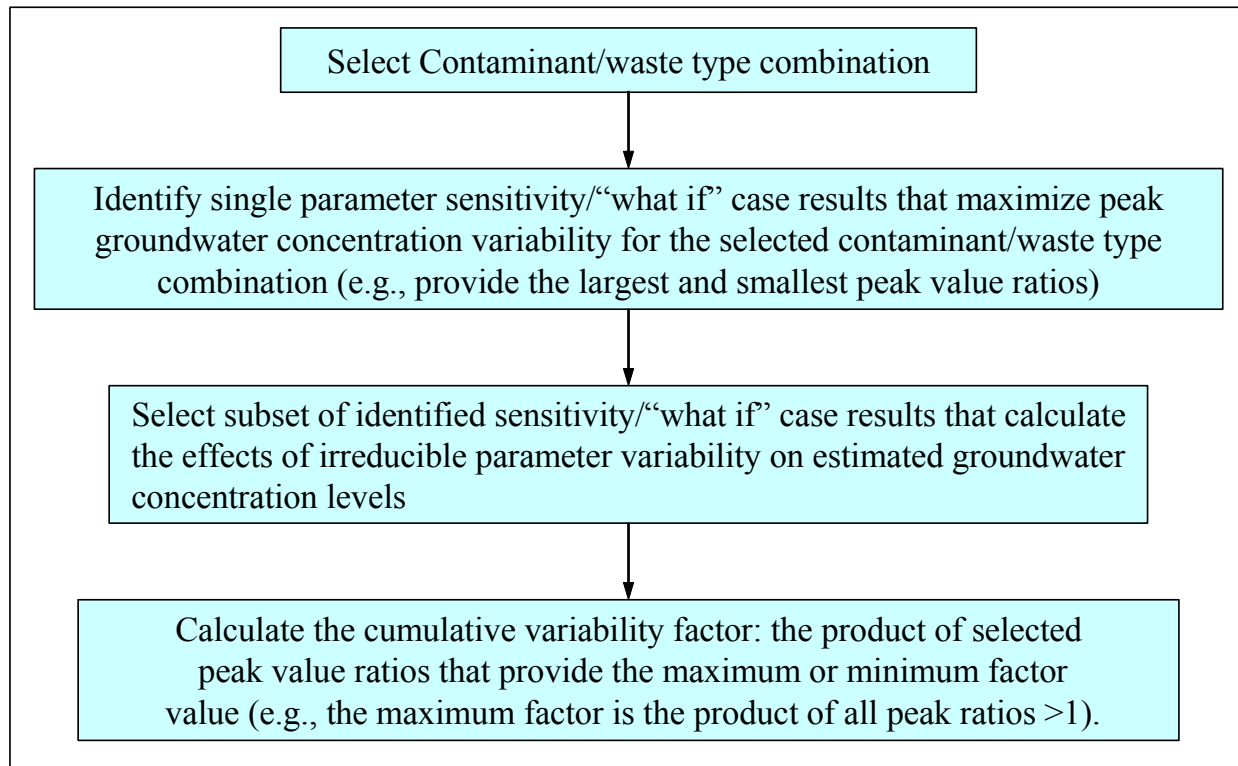 Select Contaminant/waste type combination
Identify single parameter sensitivity/“what if” case results that maximize peak
groundwater concentration variability for the selected contaminant/waste type
combination (e.g., provide the largest and smallest peak value ratios)
Select subset of identified sensitivity/“what if” case results that calculate
the effects of irreducible parameter variability on estimated groundwater
concentration levels
Calculate the cumulative variability factor: the product of selected
peak value ratios that provide the maximum or minimum factor
value (e.g., the maximum factor is the product of all peak ratios >1).